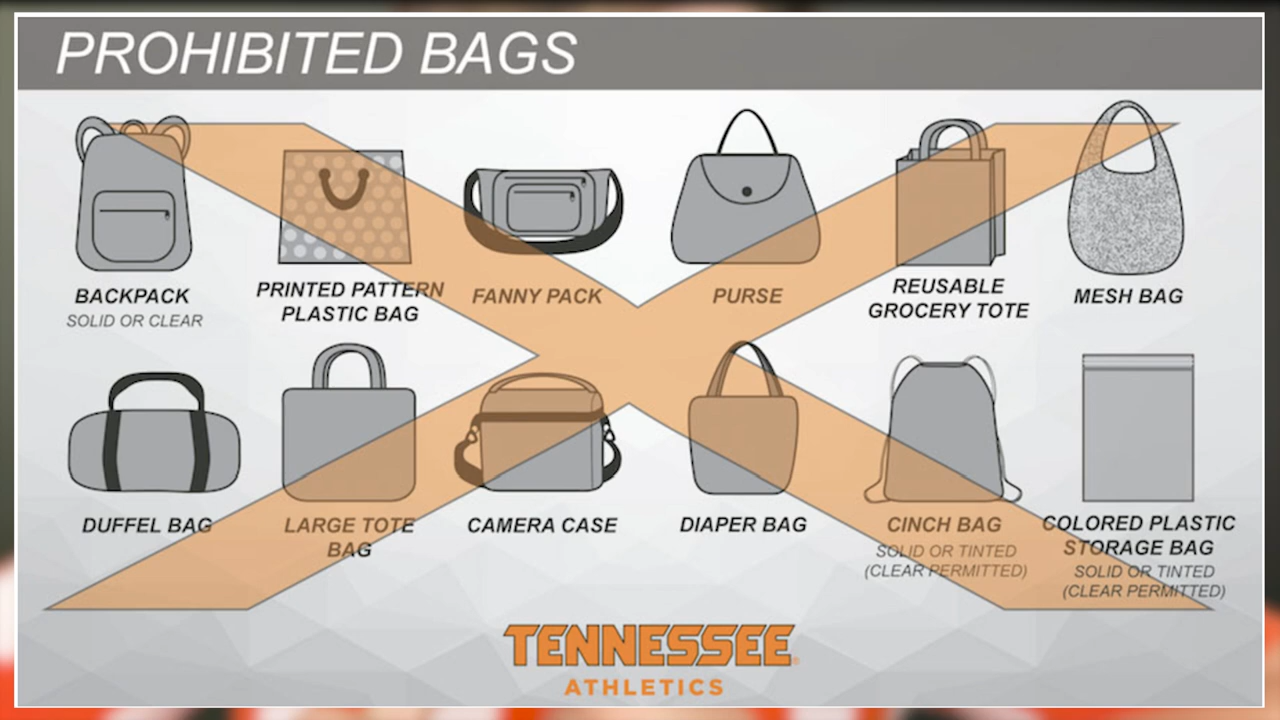 PROHIBITED BAGS
BACKPACK
SOLID OR CLEAR
PRINTED PATTERN
PLASTIC BAG
FANNY PACK
PURSE
REUSABLE
GROCERY TOTE
MESH BAG
DUFFEL BAG
LARGE TOTE
BAG
CAMERA CASE
DIAPER BAG
CINCH BAG
SOLID OR TINTED
(CLEAR PERMITTED)
COLORED PLASTIC
STORAGE BAG
SOLID OR TINTED
(CLEAR PERMITTED)
TENNESSEE
ATHLETICS